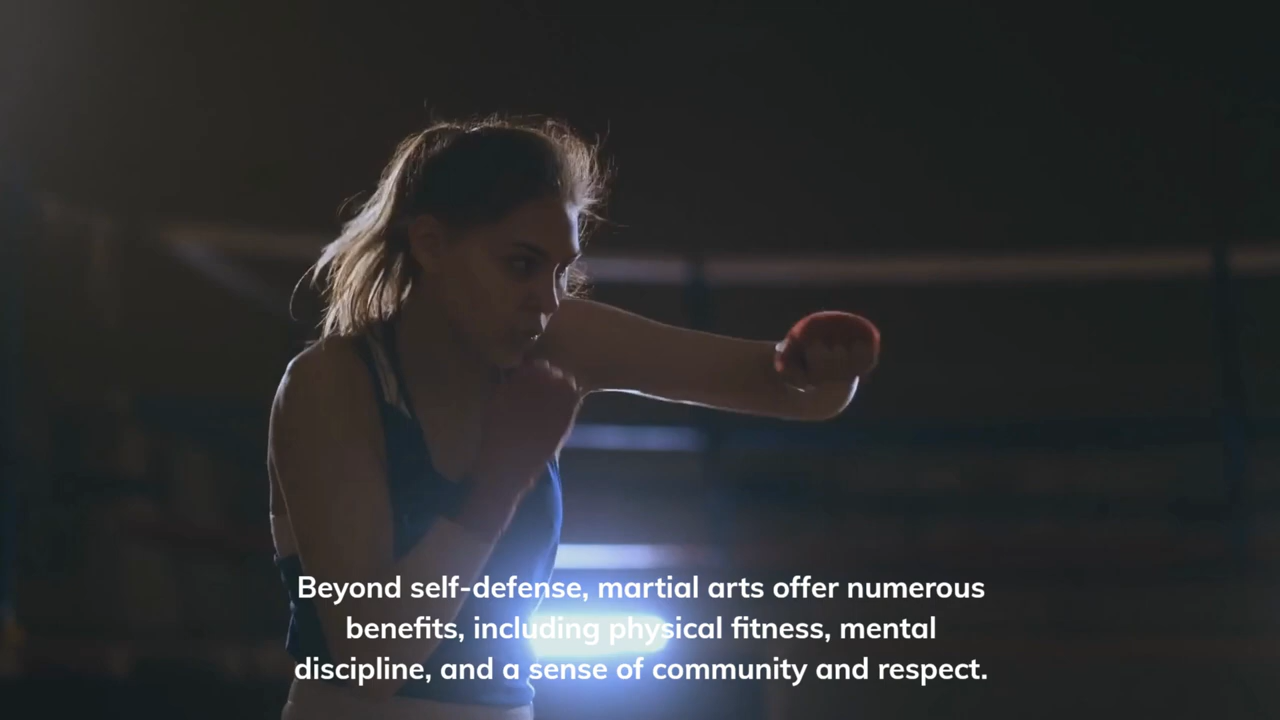 Beyond self-defense, martial arts offer numerous
benefits, including physical fitness, mental
discipline, and a sense of community and respect.